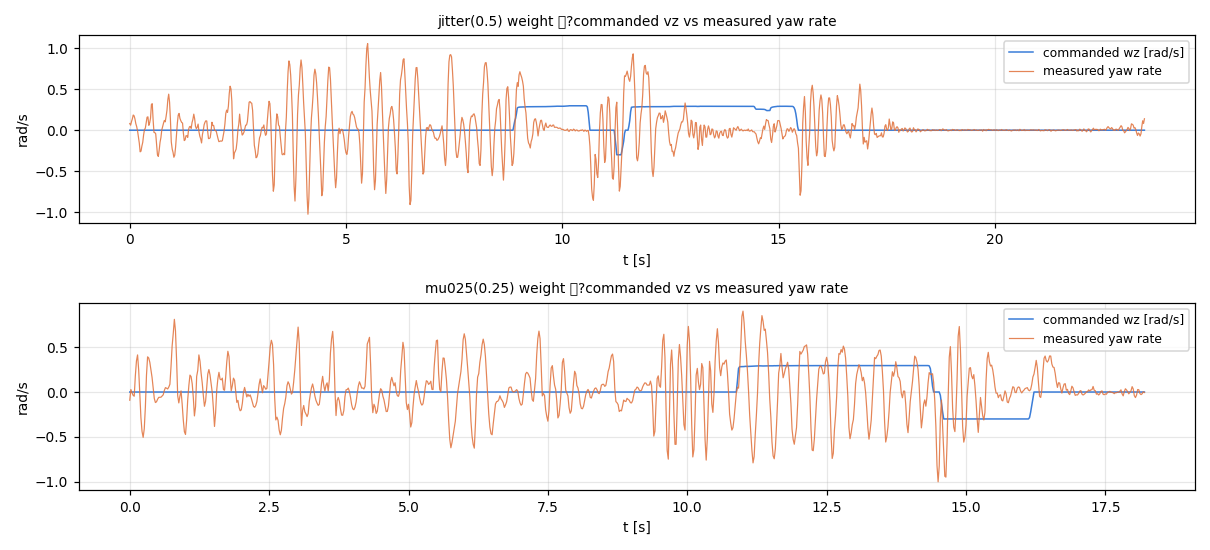 jitter(0.5) weight �?commanded vz vs measured yaw rate
1.0
0.5
0.0
−0.5
−1.0
rad/s
commanded wz [rad/s]
measured yaw rate
0 5 10 15 20
t [s]
mu025(0.25) weight �?commanded vz vs measured yaw rate
0.5
0.0
−0.5
−1.0
rad/s
commanded wz [rad/s]
measured yaw rate
0.0 2.5 5.0 7.5 10.0 12.5 15.0 17.5
t [s]